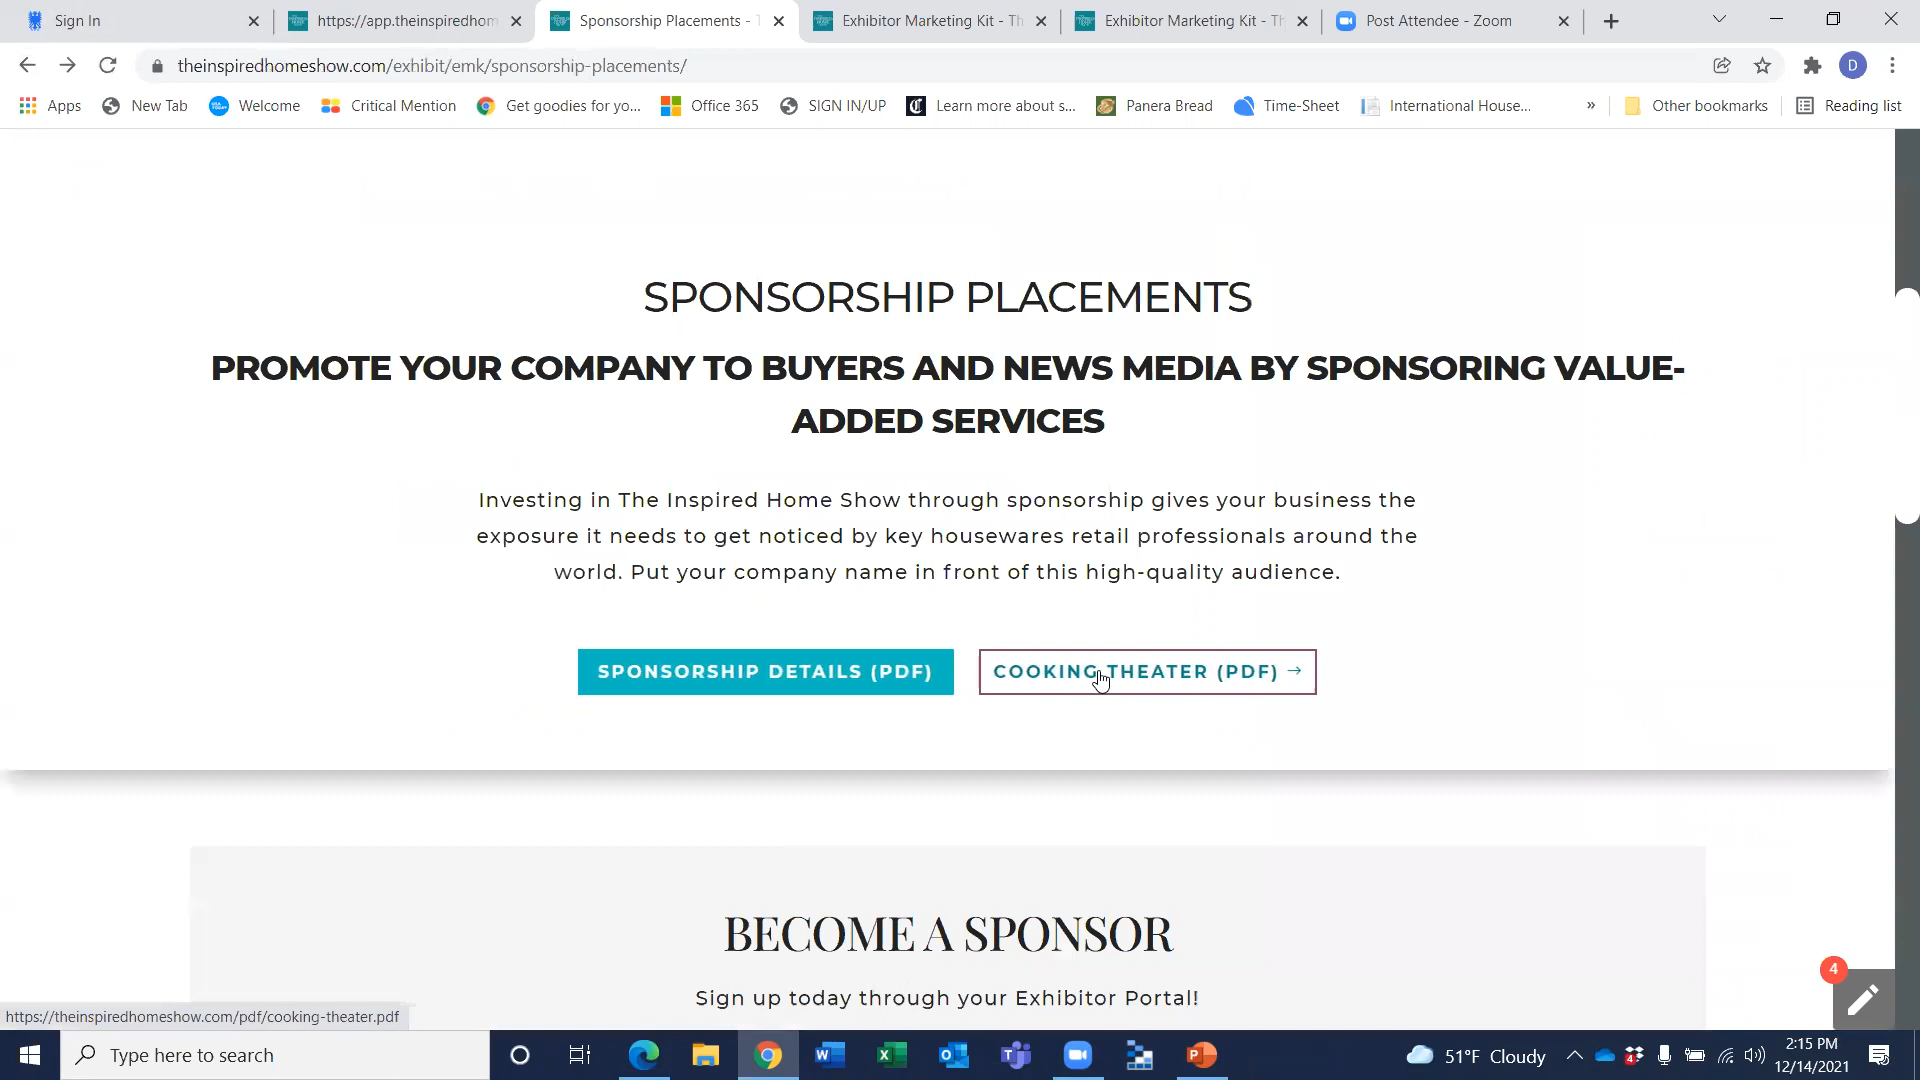 Sign In
https://app.theinspiredhom
Sponsorship Placements - T
Exhibitor Marketing Kit - Th
Exhibitor Marketing Kit - Th
Post Attendee - Zoom
theinspiredhomeshow.com/exhibit/emk/sponsorship-placements/
D
Apps
New Tab
Welcome
Critical Mention
Get goodies for yo...
Office 365
SIGN IN/UP
Learn more about s...
Panera Bread
Time-Sheet
International House...
»
Other bookmarks
Reading list
SPONSORSHIP PLACEMENTS
PROMOTE YOUR COMPANY TO BUYERS AND NEWS MEDIA BY SPONSORING VALUE-
ADDED SERVICES
Investing in The Inspired Home Show through sponsorship gives your business the
exposure it needs to get noticed by key housewares retail professionals around the
world. Put your company name in front of this high-quality audience.
SPONSORSHIP DETAILS (PDF)
COOKING THEATER (PDF) →
BECOME A SPONSOR
Sign up today through your Exhibitor Portal!
4
https://theinspiredhomeshow.com/pdf/cooking-theater.pdf
Type here to search
51°F Cloudy
4
2:15 PM
12/14/2021